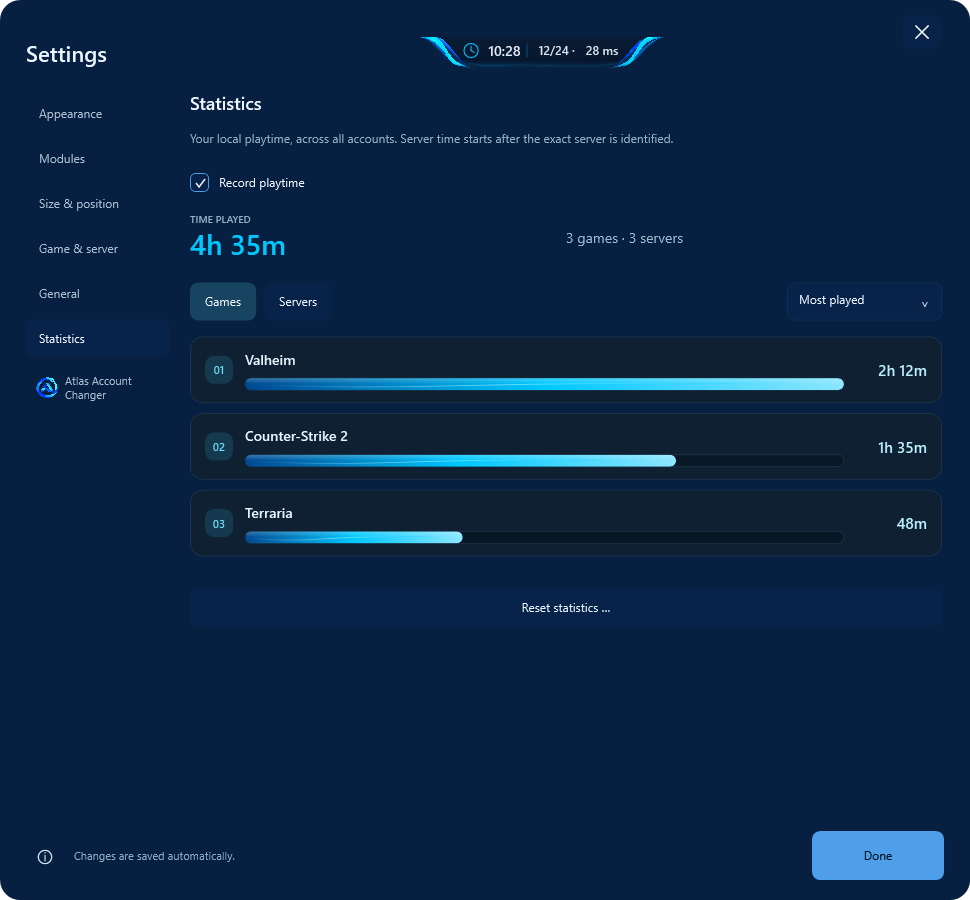 Settings
10:28 12/24 · 28 ms
Appearance
Modules
Size & position
Game & server
General
Statistics
Atlas Account
Changer
Statistics
Your local playtime, across all accounts. Server time starts after the exact server is identified.
Record playtime
TIME PLAYED
4h 35m
3 games · 3 servers
Games
Servers
Most played
01
Valheim
2h 12m
02
Counter-Strike 2
1h 35m
03
Terraria
48m
Reset statistics ...
Changes are saved automatically.
Done